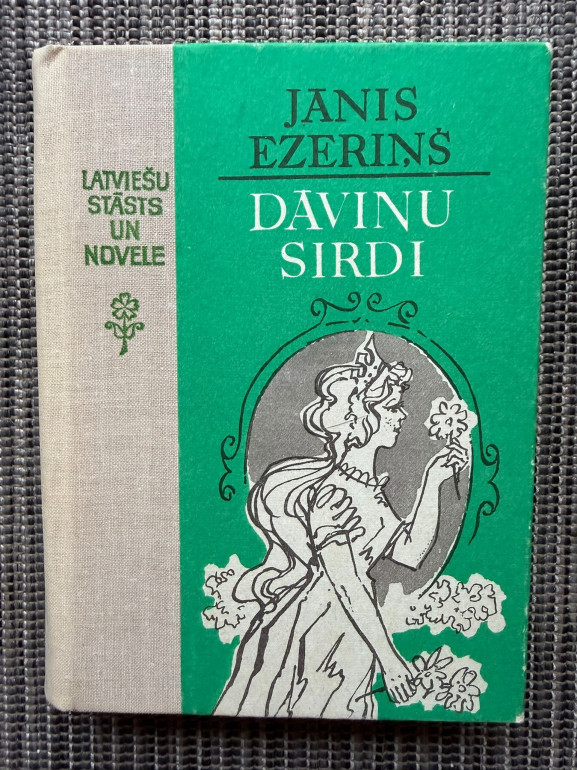 JĀNIS
EZERIŅŠ
DĀVINU
SIRDI
LATVIEŠU
STĀSTS
UN
NOVELE